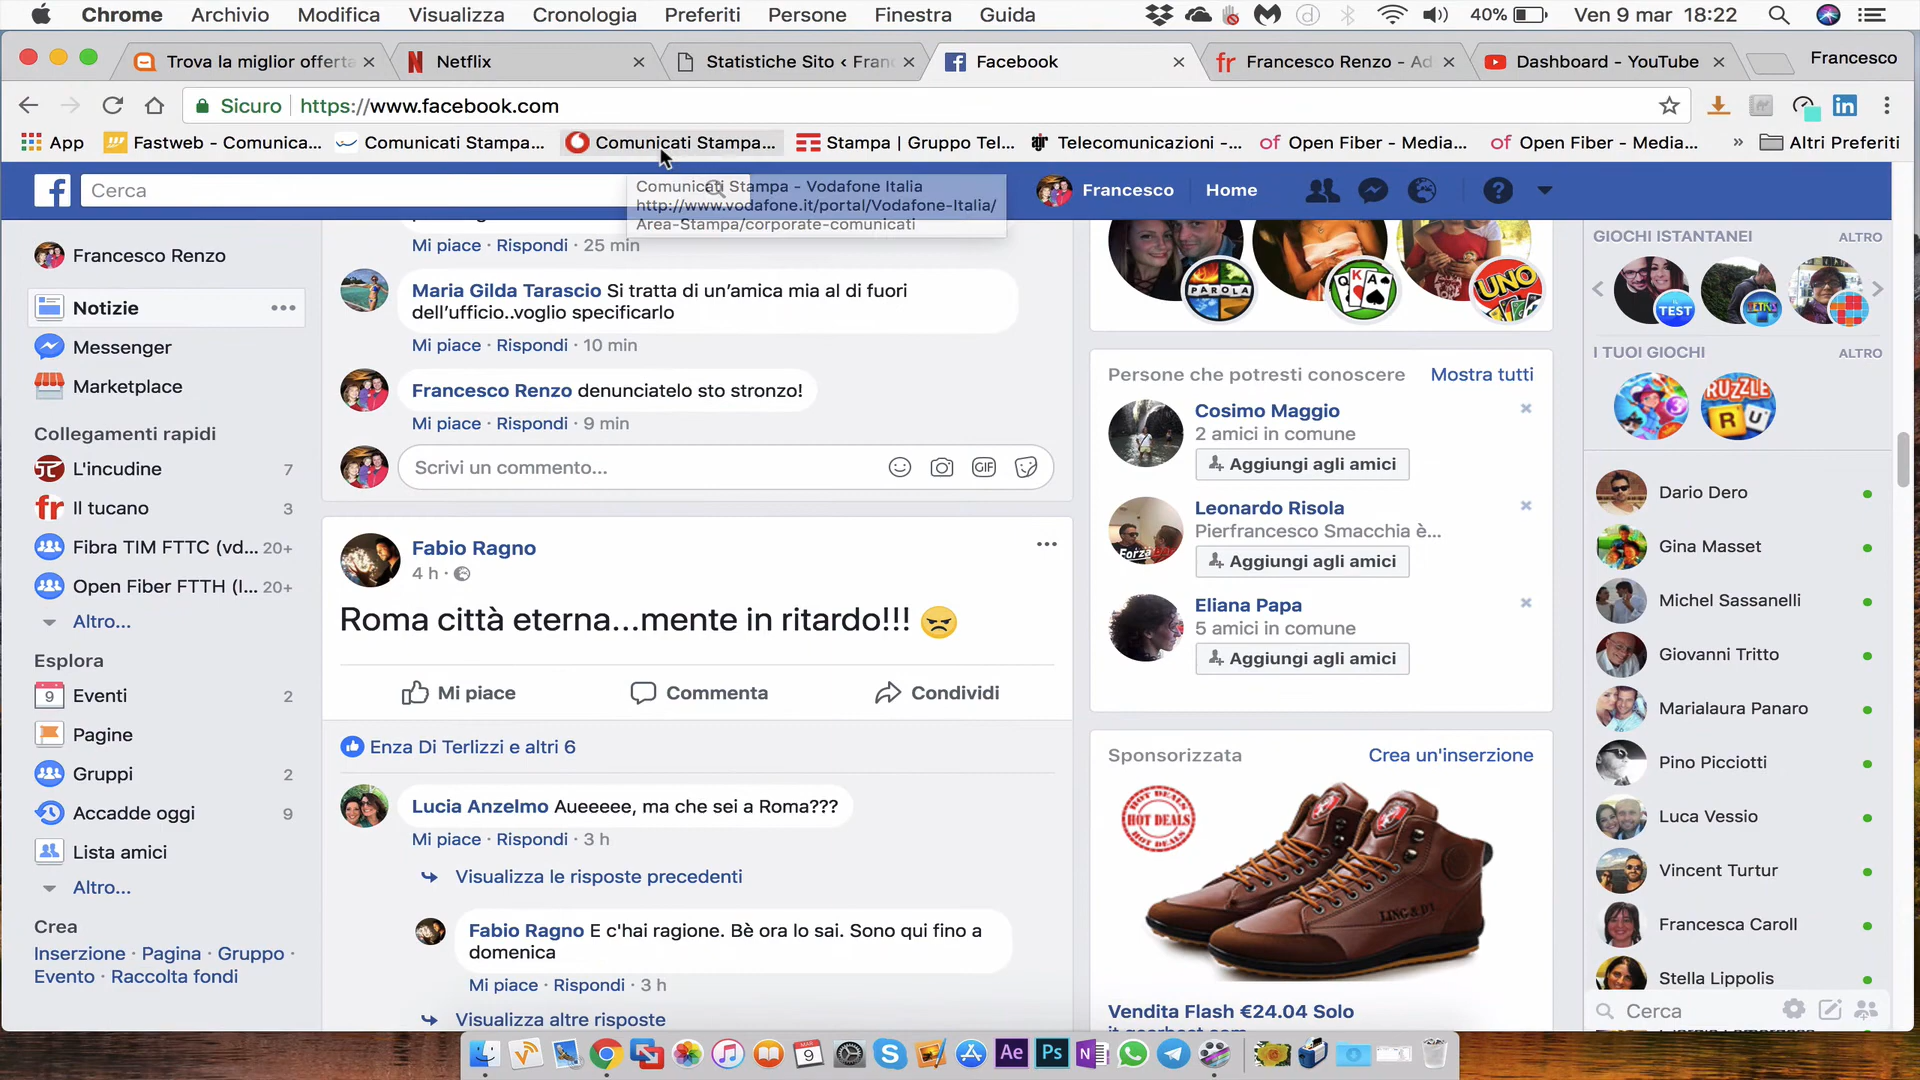 Chrome Archivio Modifica Visualizza Cronologia Preferiti Persone Finestra Guida 40% Ven 9 mar 18:22
Trova la miglior offerta Netflix Statistiche Sito ‹ Fran Facebook Francesco Renzo - Ad Dashboard - YouTube Francesco
Sicuro https://www.facebook.com
App Fastweb - Comunica... Comunicati Stampa... Comunicati Stampa... Stampa | Gruppo Tel... Telecomunicazioni -... Open Fiber - Media... Open Fiber - Media... » Altri Preferiti
Comunicati Stampa - Vodafone Italia
http://www.vodafone.it/portal/Vodafone-Italia/
Area-Stampa/corporate-comunicati
Cerca Francesco Home
Francesco Renzo
Notizie
Messenger
Marketplace
Collegamenti rapidi
L'incudine 7
Il tucano 3
Fibra TIM FTTC (vd... 20+
Open Fiber FTTH (I... 20+
Altro...
Esplora
Eventi 2
Pagine
Gruppi 2
Accadde oggi 9
Lista amici
Altro...
Crea
Inserzione · Pagina · Gruppo ·
Evento · Raccolta fondi
Mi piace · Rispondi · 25 min
Maria Gilda Tarascio Si tratta di un'amica mia al di fuori
dell'ufficio..voglio specificarlo
Mi piace · Rispondi · 10 min
Francesco Renzo denunciatelo sto stronzo!
Mi piace · Rispondi · 9 min
Scrivi un commento... GIF
Fabio Ragno
4 h ·
Roma città eterna...mente in ritardo!!! 😠
Mi piace Commenta Condividi
Enza Di Terlizzi e altri 6
Lucia Anzelmo Aueeeee, ma che sei a Roma???
Mi piace · Rispondi · 3 h
Visualizza le risposte precedenti
Fabio Ragno E c'hai ragione. Bè ora lo sai. Sono qui fino a
domenica
Mi piace · Rispondi · 3 h
Visualizza altre risposte
PAROLA K A UNO
Persone che potresti conoscere Mostra tutti
Cosimo Maggio
2 amici in comune
Aggiungi agli amici
Leonardo Risola
Pierfrancesco Smacchia è...
Aggiungi agli amici
Forza
Eliana Papa
5 amici in comune
Aggiungi agli amici
Sponsorizzata Crea un'inserzione
HOT DEALS
Vendita Flash €24.04 Solo
GIOCHI ISTANTANEI ALTRO
TEST TETRIS
I TUOI GIOCHI ALTRO
RUZZLE
Dario Dero
Gina Masset
Michel Sassanelli
Giovanni Tritto
Marialaura Panaro
Pino Picciotti
Luca Vessio
Vincent Turtur
Francesca Caroll
Stella Lippolis
Cerca
9 Ae Ps N